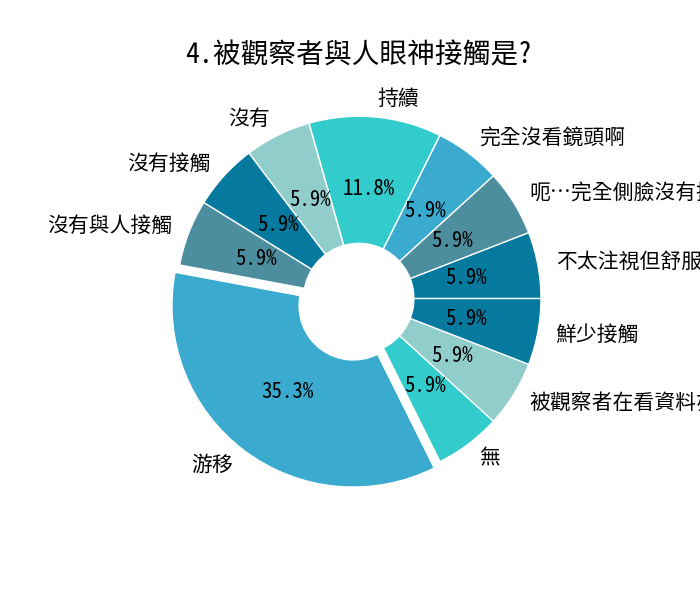 4.被觀察者與人眼神接觸是?
持續
沒有
完全沒看鏡頭啊
沒有接觸
呃…完全側臉沒有
沒有與人接觸
不太注視但舒服
鮮少接觸
被觀察者在看資料
無
游移
11.8%
5.9%
5.9%
5.9%
5.9%
5.9%
5.9%
5.9%
5.9%
5.9%
35.3%